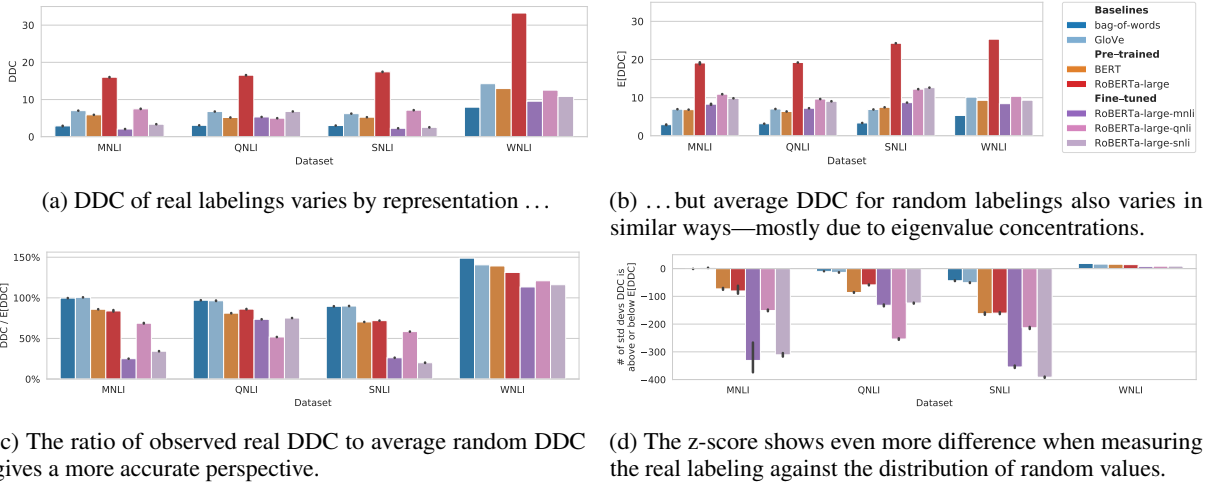 30
20
10
0
DDC
MNLI
QNLI
SNLI
WNLI
Dataset
(a) DDC of real labelings varies by representation …
30
20
10
0
E[DDC]
MNLI
QNLI
SNLI
WNLI
Dataset
Baselines
bag-of-words
GloVe
Pre–trained
BERT
RoBERTa-large
Fine–tuned
RoBERTa-large-mnli
RoBERTa-large-qnli
RoBERTa-large-snli
(b) …but average DDC for random labelings also varies in
similar ways—mostly due to eigenvalue concentrations.
150%
100%
50%
0%
DDC / E[DDC]
MNLI
QNLI
SNLI
WNLI
Dataset
c) The ratio of observed real DDC to average random DDC
gives a more accurate perspective.
0
−100
−200
−300
−400
# of std devs DDC is
above or below E[DDC]
MNLI
QNLI
SNLI
WNLI
Dataset
(d) The z-score shows even more difference when measuring
the real labeling against the distribution of random values.